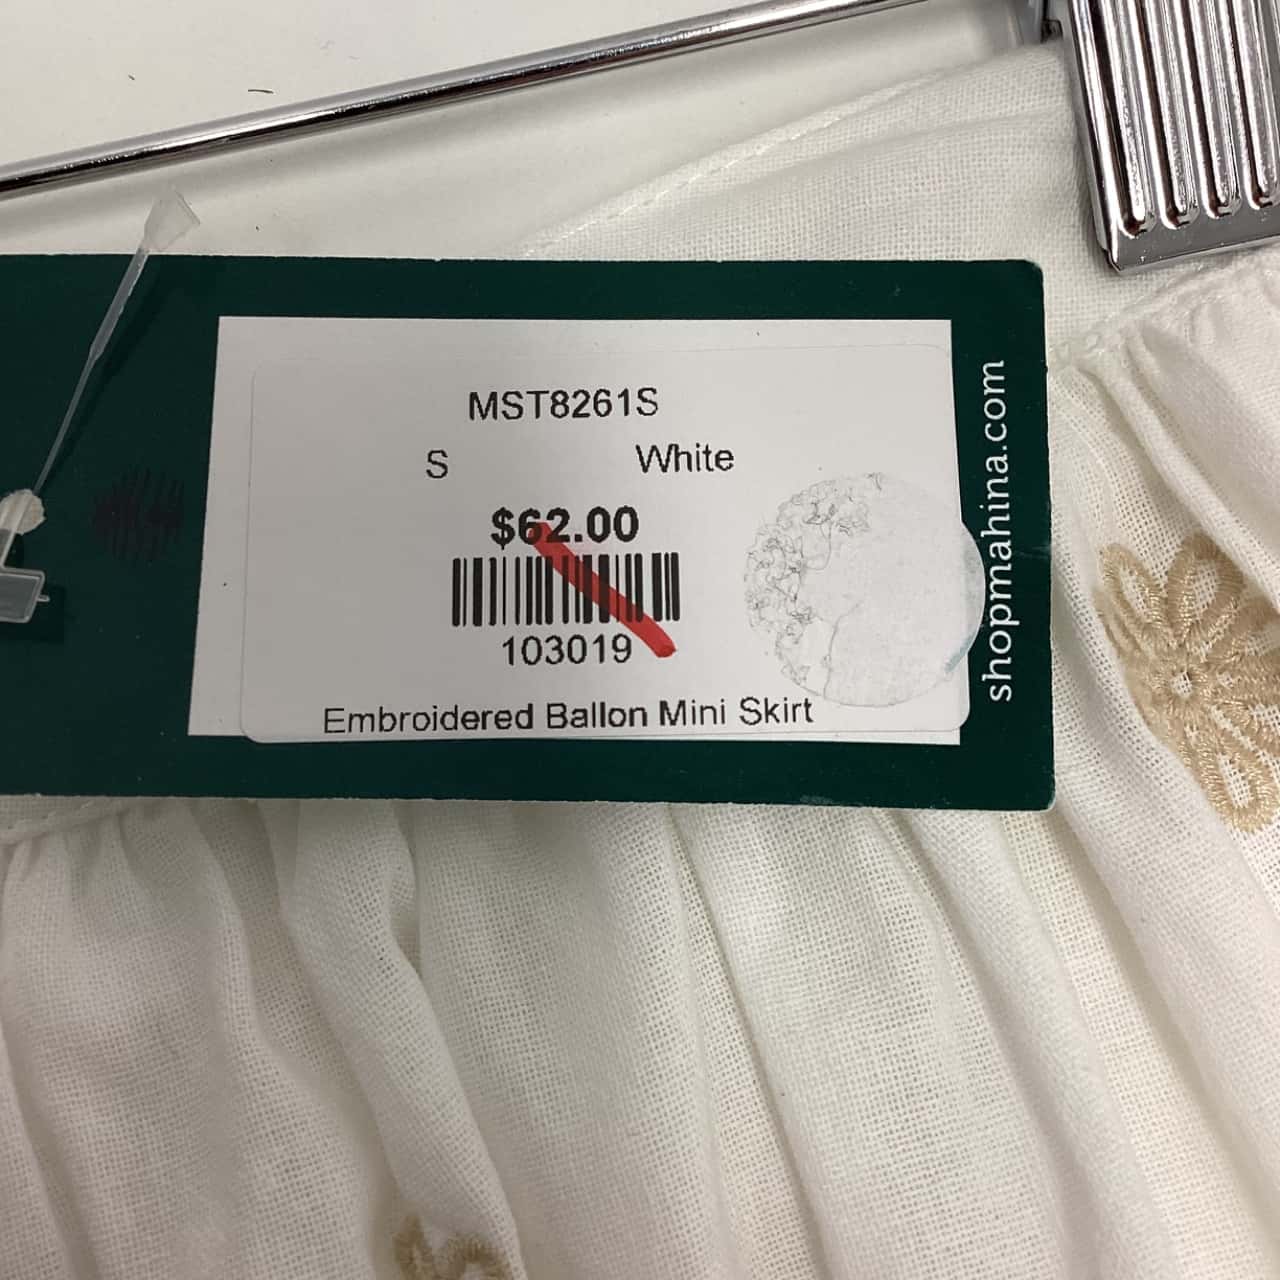 MST8261S
S White
$62.00
103019
Embroidered Ballon Mini Skirt
shopmahina.com